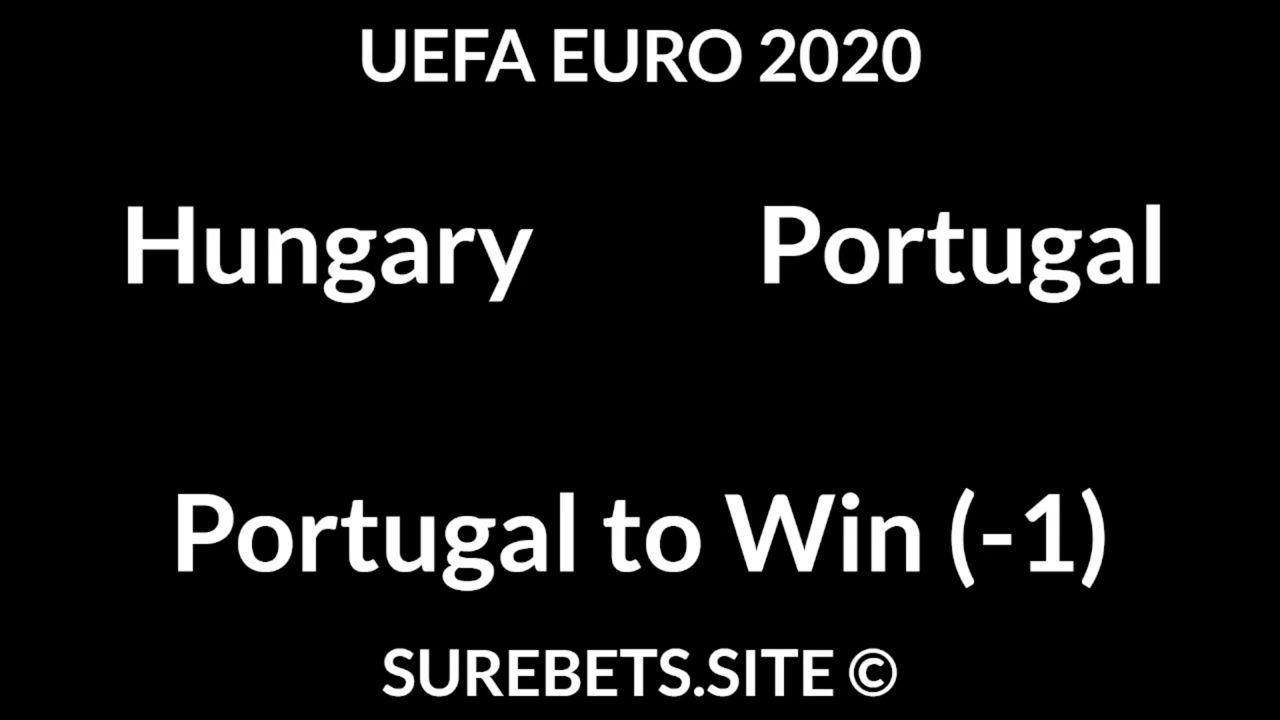 UEFA EURO 2020
Hungary Portugal
Portugal to Win (-1)
SUREBETS.SITE ©